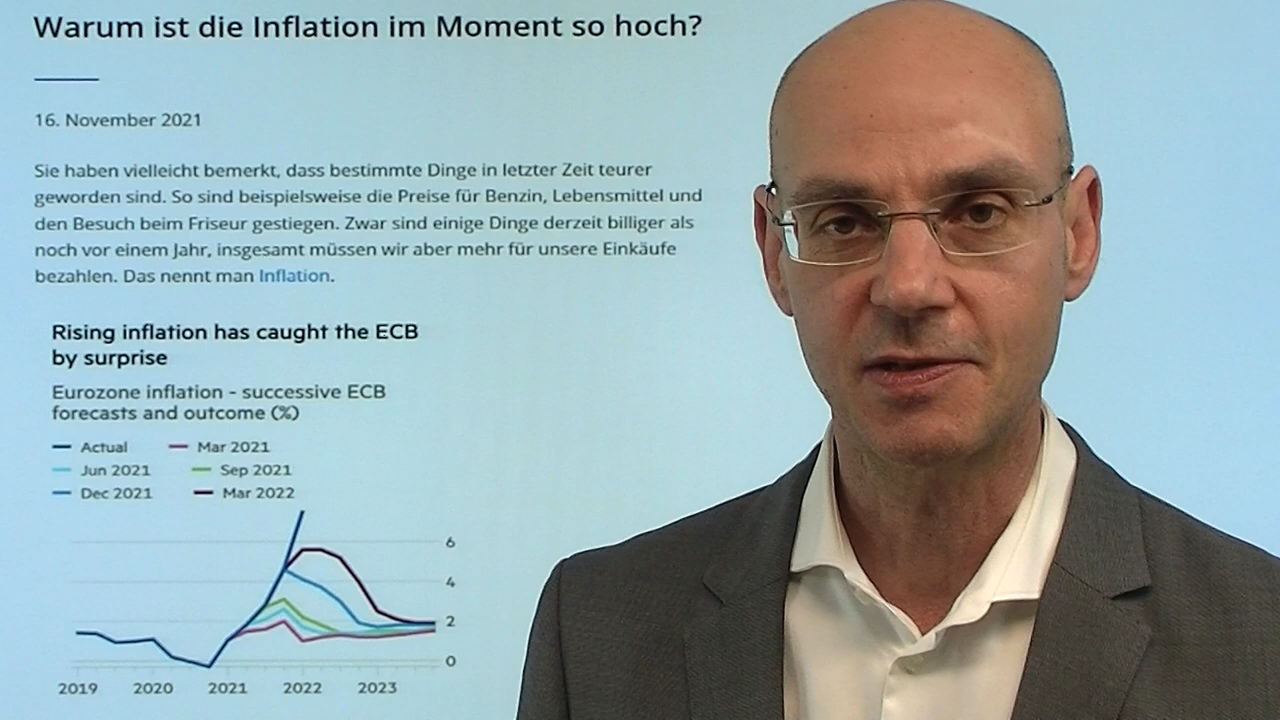 Warum ist die Inflation im Moment so hoch?
16. November 2021
Sie haben vielleicht bemerkt, dass bestimmte Dinge in letzter Zeit teurer
geworden sind. So sind beispielsweise die Preise für Benzin, Lebensmittel und
den Besuch beim Friseur gestiegen. Zwar sind einige Dinge derzeit billiger als
noch vor einem Jahr, insgesamt müssen wir aber mehr für unsere Einkäufe
bezahlen. Das nennt man Inflation.
Rising inflation has caught the ECB
by surprise
Eurozone inflation - successive ECB
forecasts and outcome (%)
Actual Mar 2021
Jun 2021 Sep 2021
Dec 2021 Mar 2022
6
4
2
0
2019 2020 2021 2022 2023